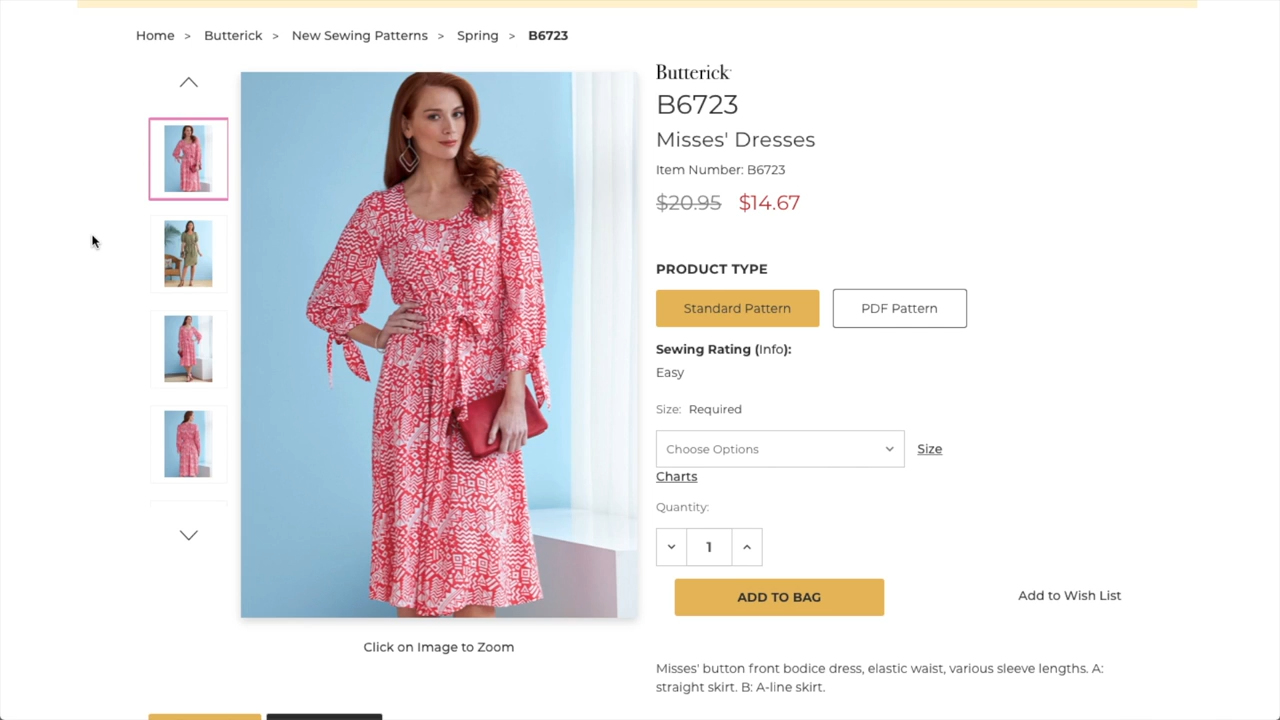 Home > Butterick > New Sewing Patterns > Spring > B6723
Butterick
B6723
Misses' Dresses
Item Number: B6723
$20.95 $14.67
PRODUCT TYPE
Standard Pattern PDF Pattern
Sewing Rating (Info):
Easy
Size: Required
Choose Options Size
Charts
Quantity:
1
ADD TO BAG Add to Wish List
Click on Image to Zoom
Misses' button front bodice dress, elastic waist, various sleeve lengths. A:
straight skirt. B: A-line skirt.